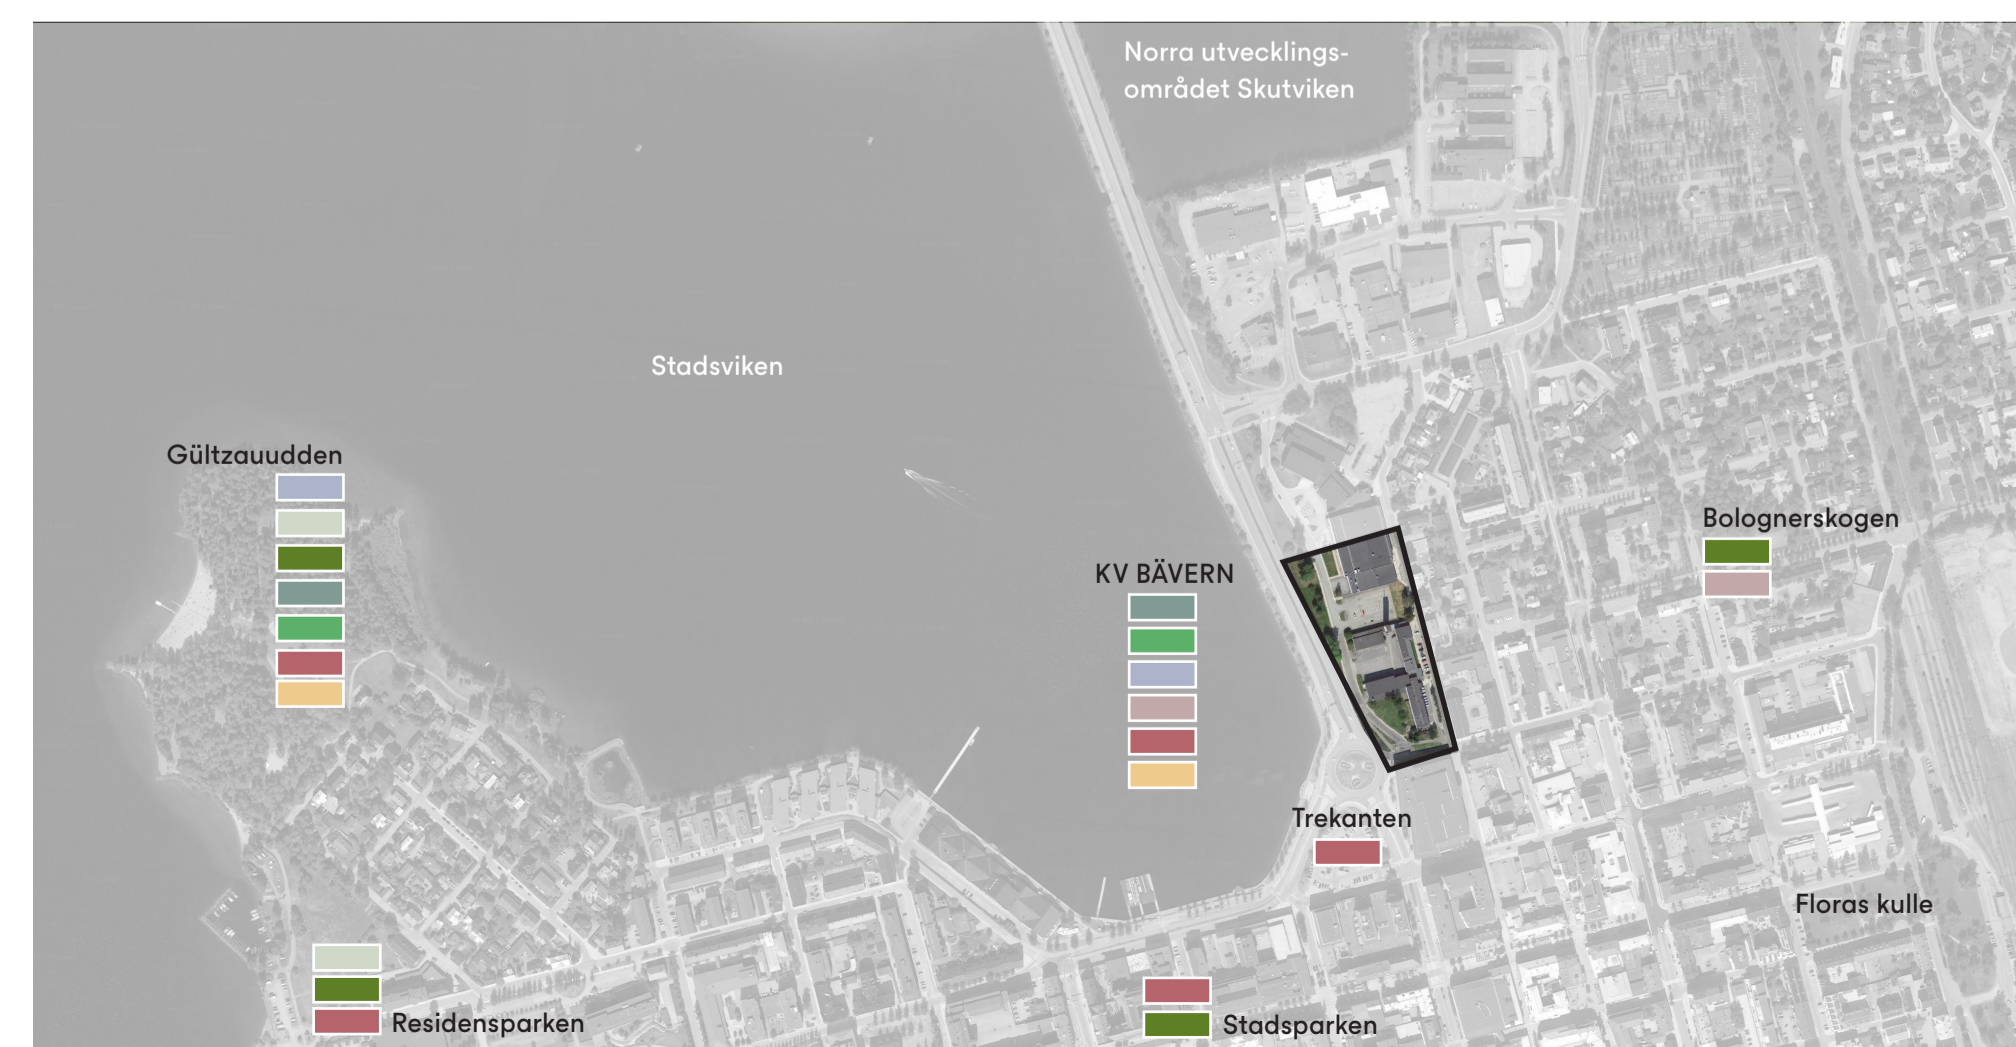 Norra utvecklings-
området Skutviken
Stadsviken
Gültzauudden
Bolognerskogen
KV BÄVERN
Trekanten
Floras kulle
Residensparken
Stadsparken